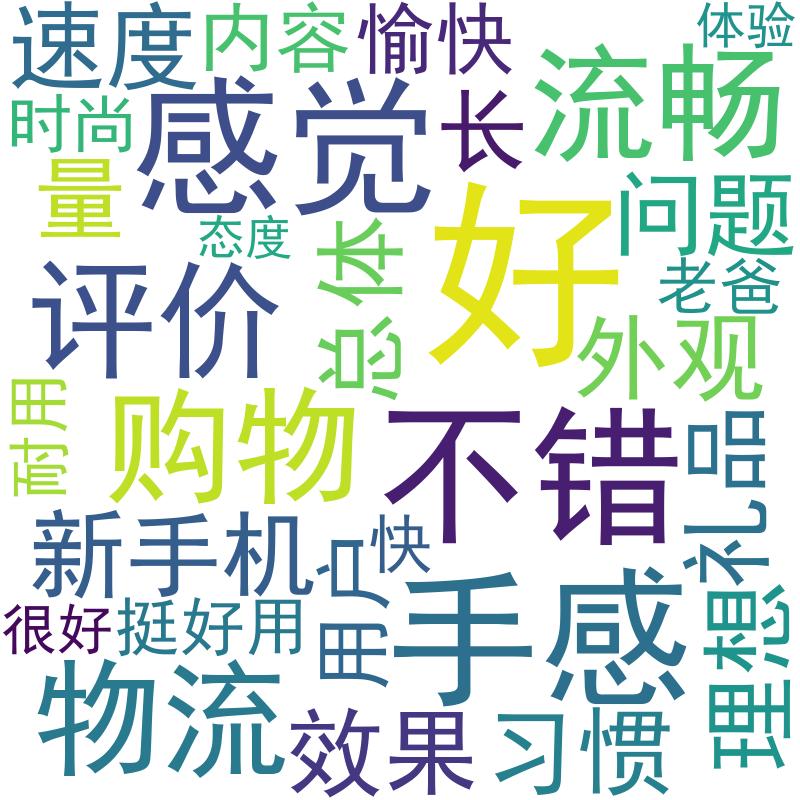 速度
内容
愉快
体验
时尚
感觉
长
流畅
量
态度
好
问题
老爸
评价
总体
外观
耐用
购物
不错
礼品
新手机
用户
快
手感
很好
挺好用
理想
物流
效果
习惯